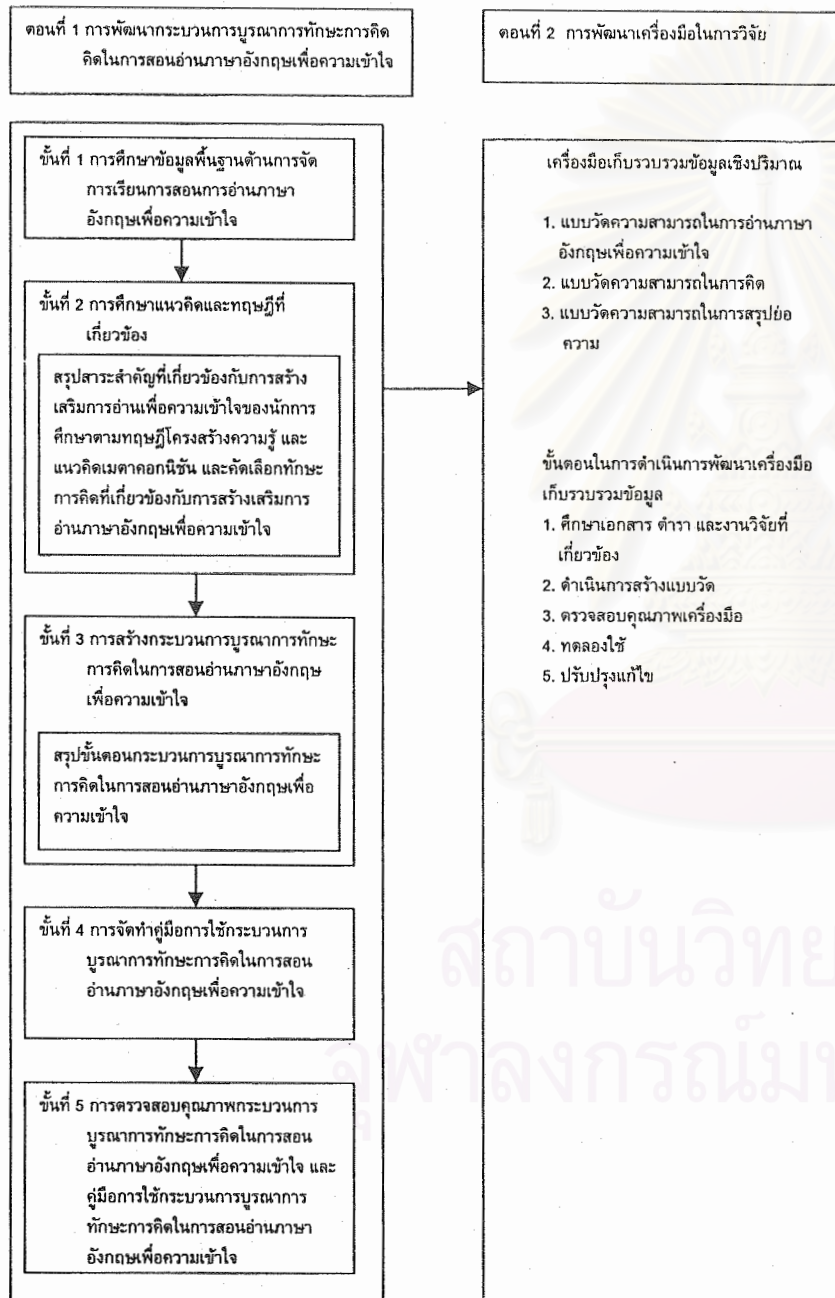 ตอนที่ 1 การพัฒนากระบวนการบูรณาการทักษะการคิด
คิดในการสอนอ่านภาษาอังกฤษเพื่อความเข้าใจ
ขั้นที่ 1 การศึกษาข้อมูลพื้นฐานด้านการจัด
การเรียนการสอนการอ่านภาษา
อังกฤษเพื่อความเข้าใจ
ขั้นที่ 2 การศึกษาแนวคิดและทฤษฎีที่
เกี่ยวข้อง
สรุปสาระสำคัญที่เกี่ยวข้องกับการสร้าง
เสริมการอ่านเพื่อความเข้าใจของนักการ
ศึกษาตามทฤษฎีโครงสร้างความรู้ และ
แนวคิดเมตาคอกนิชัน และคัดเลือกทักษะ
การคิดที่เกี่ยวข้องกับการสร้างเสริมการ
อ่านภาษาอังกฤษเพื่อความเข้าใจ
ขั้นที่ 3 การสร้างกระบวนการบูรณาการทักษะ
การคิดในการสอนอ่านภาษาอังกฤษ
เพื่อความเข้าใจ
สรุปขั้นตอนกระบวนการบูรณาการทักษะ
การคิดในการสอนอ่านภาษาอังกฤษเพื่อ
ความเข้าใจ
ขั้นที่ 4 การจัดทำคู่มือการใช้กระบวนการ
บูรณาการทักษะการคิดในการสอน
อ่านภาษาอังกฤษเพื่อความเข้าใจ
ขั้นที่ 5 การตรวจสอบคุณภาพกระบวนการ
บูรณาการทักษะการคิดในการสอน
อ่านภาษาอังกฤษเพื่อความเข้าใจ และ
คู่มือการใช้กระบวนการบูรณาการ
ทักษะการคิดในการสอนอ่านภาษา
อังกฤษเพื่อความเข้าใจ
ตอนที่ 2 การพัฒนาเครื่องมือในการวิจัย
เครื่องมือเก็บรวบรวมข้อมูลเชิงปริมาณ
1. แบบวัดความสามารถในการอ่านภาษา
อังกฤษเพื่อความเข้าใจ
2. แบบวัดความสามารถในการคิด
3. แบบวัดความสามารถในการสรุปย่อ
ความ
ขั้นตอนในการดำเนินการพัฒนาเครื่องมือ
เก็บรวบรวมข้อมูล
1. ศึกษาเอกสาร ตำรา และงานวิจัยที่
เกี่ยวข้อง
2. ดำเนินการสร้างแบบวัด
3. ตรวจสอบคุณภาพเครื่องมือ
4. ทดลองใช้
5. ปรับปรุงแก้ไข
สถาบันวิทย
จุฬาลงกรณ์มห